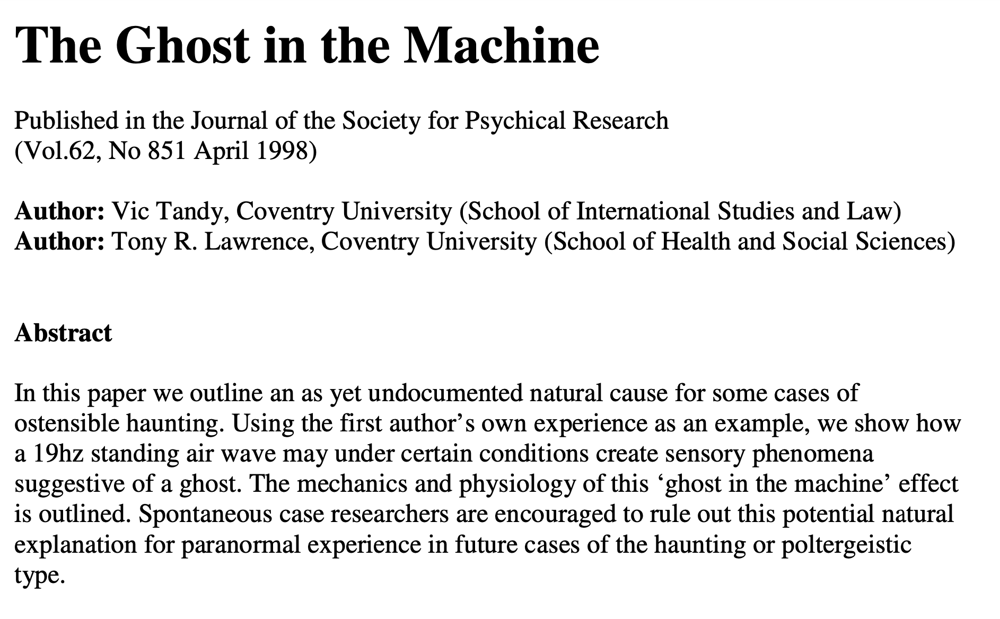 The Ghost in the Machine
Published in the Journal of the Society for Psychical Research
(Vol.62, No 851 April 1998)
Author: Vic Tandy, Coventry University (School of International Studies and Law)
Author: Tony R. Lawrence, Coventry University (School of Health and Social Sciences)
Abstract
In this paper we outline an as yet undocumented natural cause for some cases of
ostensible haunting. Using the first author’s own experience as an example, we show how
a 19hz standing air wave may under certain conditions create sensory phenomena
suggestive of a ghost. The mechanics and physiology of this ‘ghost in the machine’ effect
is outlined. Spontaneous case researchers are encouraged to rule out this potential natural
explanation for paranormal experience in future cases of the haunting or poltergeistic
type.